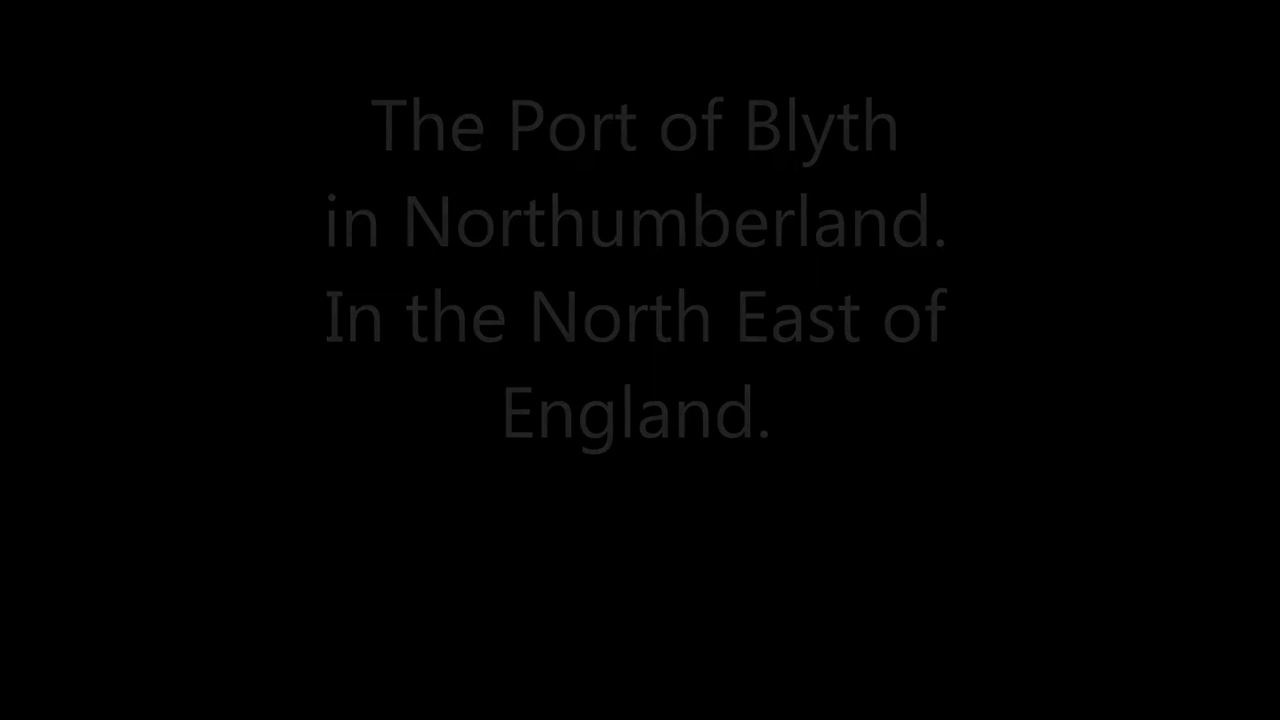 The Port of Blyth
in Northumberland.
In the North East of
England.